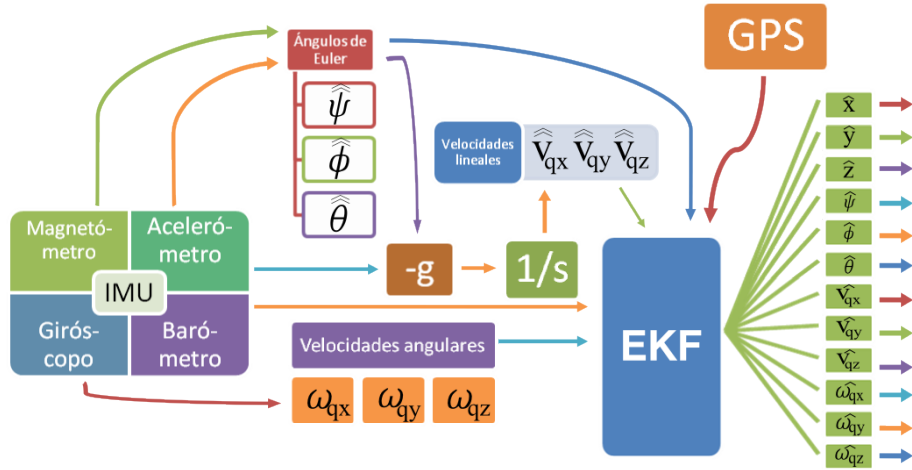 Ángulos de
Euler
GPS
ψ̂̂
ϕ̂̂
θ̂̂
Velocidades
lineales
v̂̂qx v̂̂qy v̂̂qz
Magnetó-
metro
Aceleró-
metro
IMU
Girós-
copo
Baró-
metro
-g
1/s
EKF
Velocidades angulares
ωqx
ωqy
ωqz
x̂
ŷ
ẑ
ψ̂
ϕ̂
θ̂
v̂qx
v̂qy
v̂qz
ω̂qx
ω̂qy
ω̂qz